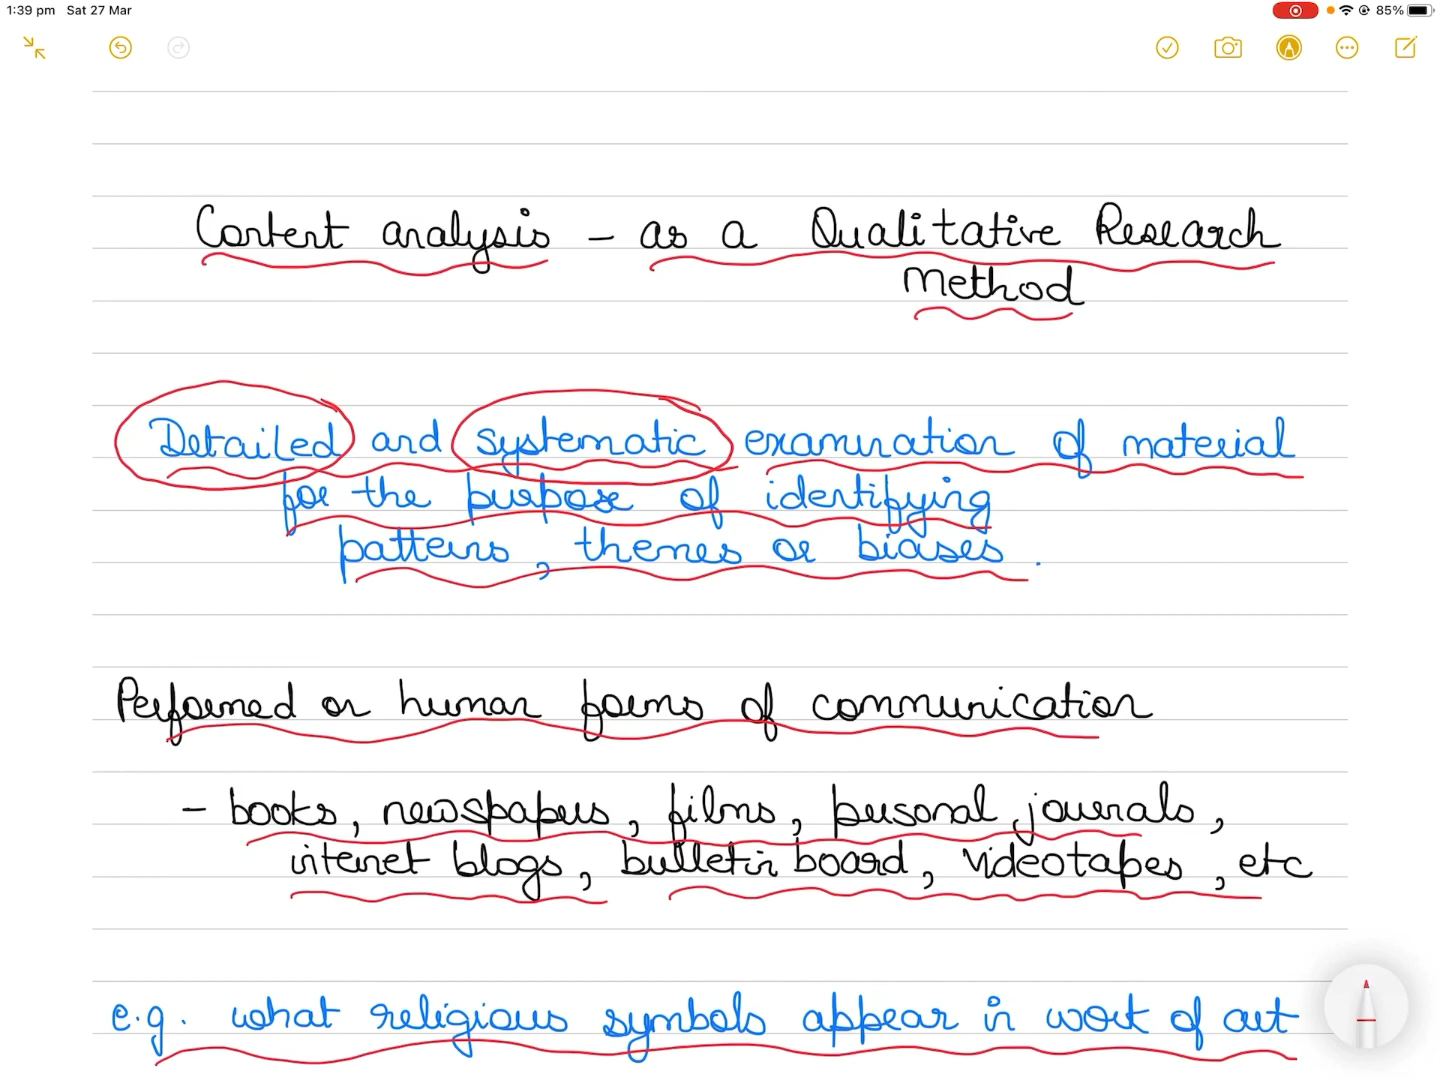 1:39 pm Sat 27 Mar
85%
Content analysis - as a Qualitative Research
Method
Detailed and systematic examination of material
for the purpose of identifying
patterns, themes or biases.
Performed on human forms of communication
- books, newspapers, films, personal journals,
internet blogs, bulletin board, videotapes, etc
e.g. what religious symbols appear in work of art